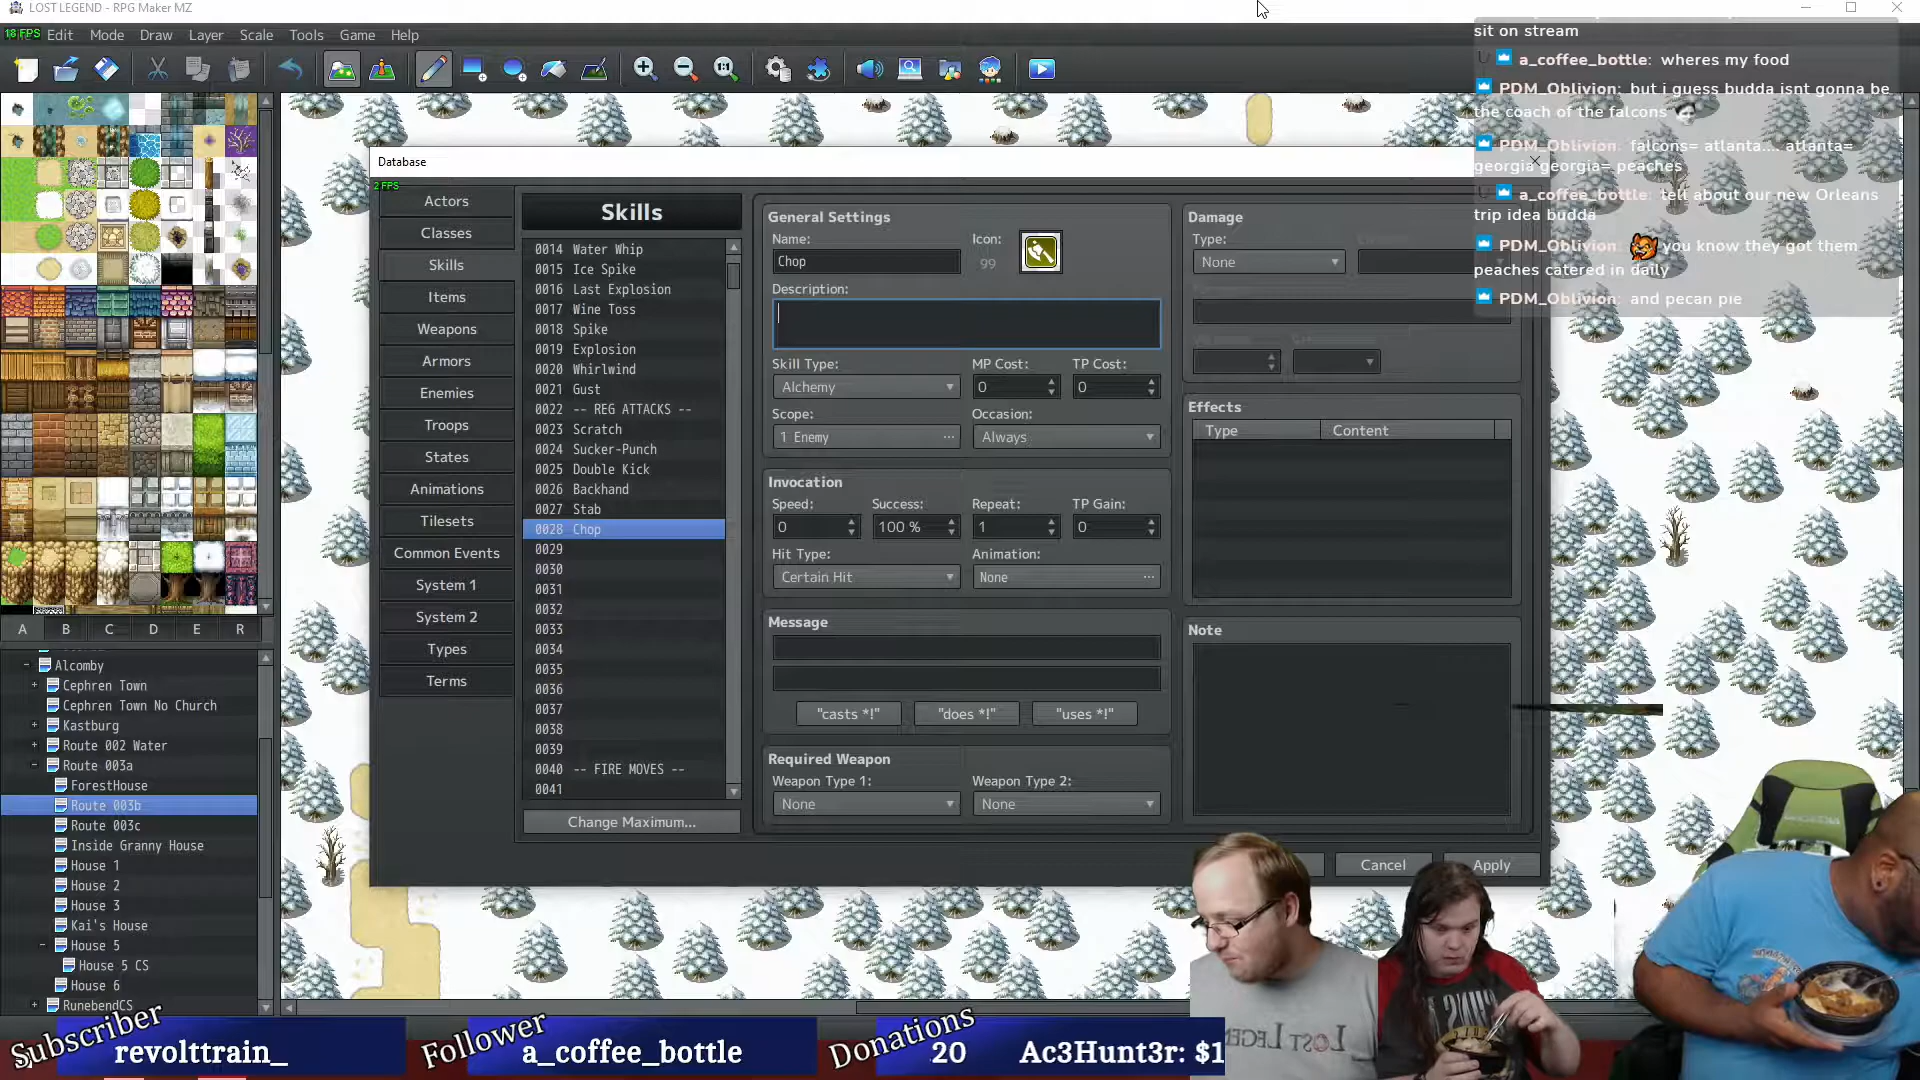 LOST LEGEND - RPG Maker MZ
18 FPS
Edit Mode Draw Layer Scale Tools Game Help
sit on stream
a_coffee_bottle: wheres my food
PDM_Oblivion: but i guess budda isnt gonna be
the coach of the falcons
PDM_Oblivion: falcons= atlanta.... atlanta=
georgia georgia= peaches
a_coffee_bottle: tell about our new Orleans
trip idea budda
PDM_Oblivion: you know they got them
peaches catered in daily
PDM_Oblivion: and pecan pie
Database
2 FPS
Actors
Classes
Skills
Items
Weapons
Armors
Enemies
Troops
States
Animations
Tilesets
Common Events
System 1
System 2
Types
Terms
Skills
0014 Water Whip
0015 Ice Spike
0016 Last Explosion
0017 Wine Toss
0018 Spike
0019 Explosion
0020 Whirlwind
0021 Gust
0022 -- REG ATTACKS --
0023 Scratch
0024 Sucker-Punch
0025 Double Kick
0026 Backhand
0027 Stab
0028 Chop
0029
0030
0031
0032
0033
0034
0035
0036
0037
0038
0039
0040 -- FIRE MOVES --
0041
Change Maximum...
General Settings
Name: Icon:
Chop 99
Description:
Skill Type: MP Cost: TP Cost:
Alchemy 0 0
Scope: Occasion:
1 Enemy ... Always
Invocation
Speed: Success: Repeat: TP Gain:
0 100 % 1 0
Hit Type: Animation:
Certain Hit None ...
Message
"casts *!" "does *!" "uses *!"
Required Weapon
Weapon Type 1: Weapon Type 2:
None None
Damage
Type:
None
Effects
Type Content
Note
Cancel Apply
A B C D E R
Alcomby
Cephren Town
Cephren Town No Church
Kastburg
Route 002 Water
Route 003a
ForestHouse
Route 003b
Route 003c
Inside Granny House
House 1
House 2
House 3
Kai's House
House 5
House 5 CS
House 6
RunebendCS
Subscriber revolttrain_
Follower a_coffee_bottle
Donations 20 Ac3Hunt3r: $1